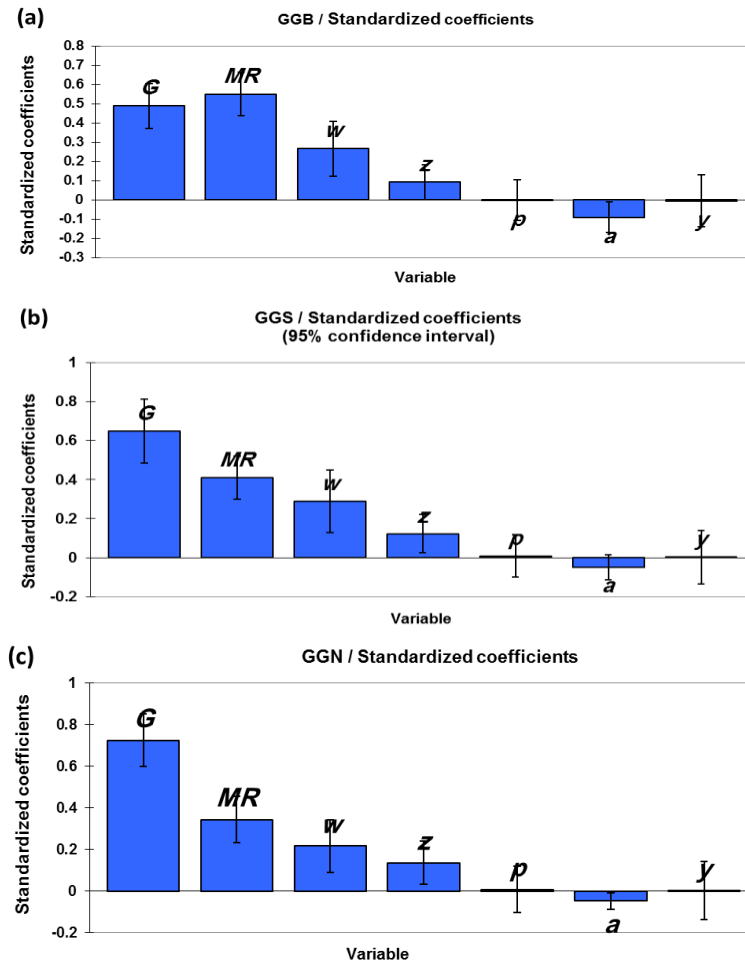 (a)
GGB / Standardized coefficients
Standardized coefficients
0.8
0.7
0.6
0.5
0.4
0.3
0.2
0.1
0
-0.1
-0.2
-0.3
G
MR
w
z
p
a
y
Variable
(b)
GGS / Standardized coefficients
(95% confidence interval)
Standardized coefficients
1
0.8
0.6
0.4
0.2
0
-0.2
G
MR
w
z
p
a
y
Variable
(c)
GGN / Standardized coefficients
Standardized coefficients
1
0.8
0.6
0.4
0.2
0
-0.2
G
MR
w
z
p
a
y
Variable